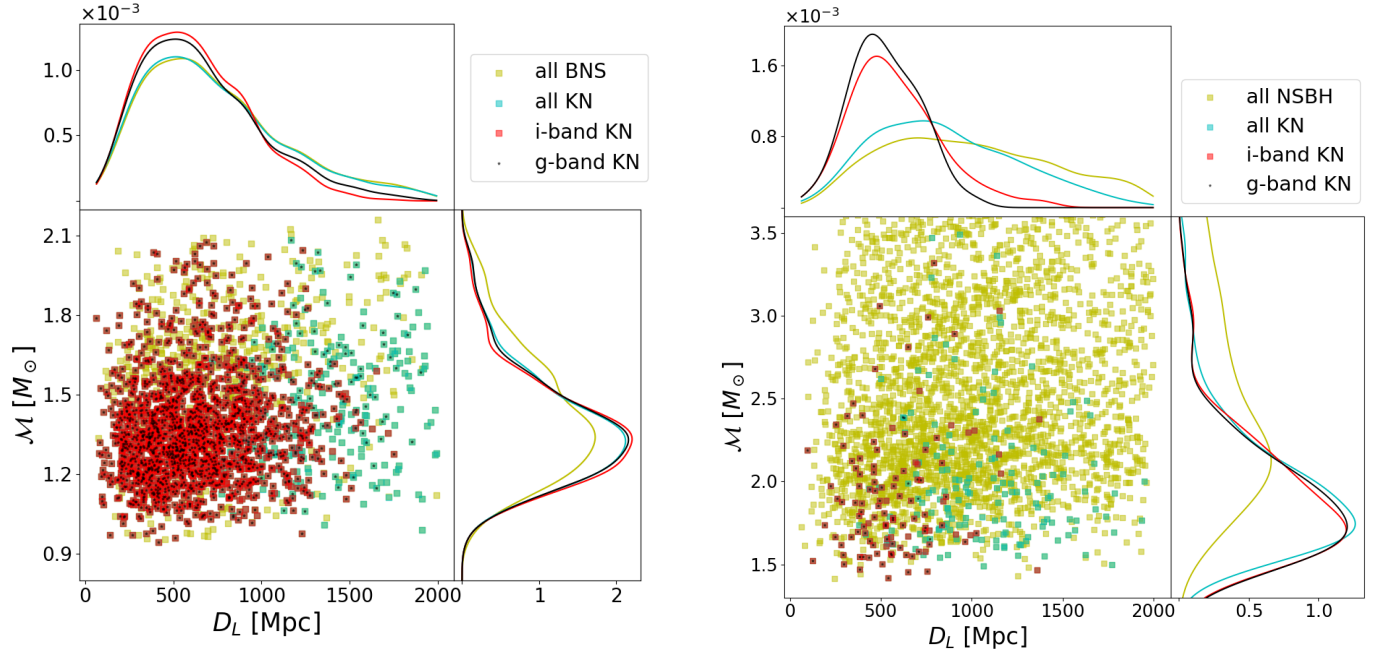 ×10⁻³
1.0
0.5
all BNS
all KN
i-band KN
g-band KN
2.1
1.8
1.5
1.2
0.9
ℳ [M⊙]
0 500 1000 1500 2000
1 2
D_L [Mpc]
×10⁻³
1.6
0.8
all NSBH
all KN
i-band KN
g-band KN
3.5
3.0
2.5
2.0
1.5
ℳ [M⊙]
0 500 1000 1500 2000
0.5 1.0
D_L [Mpc]